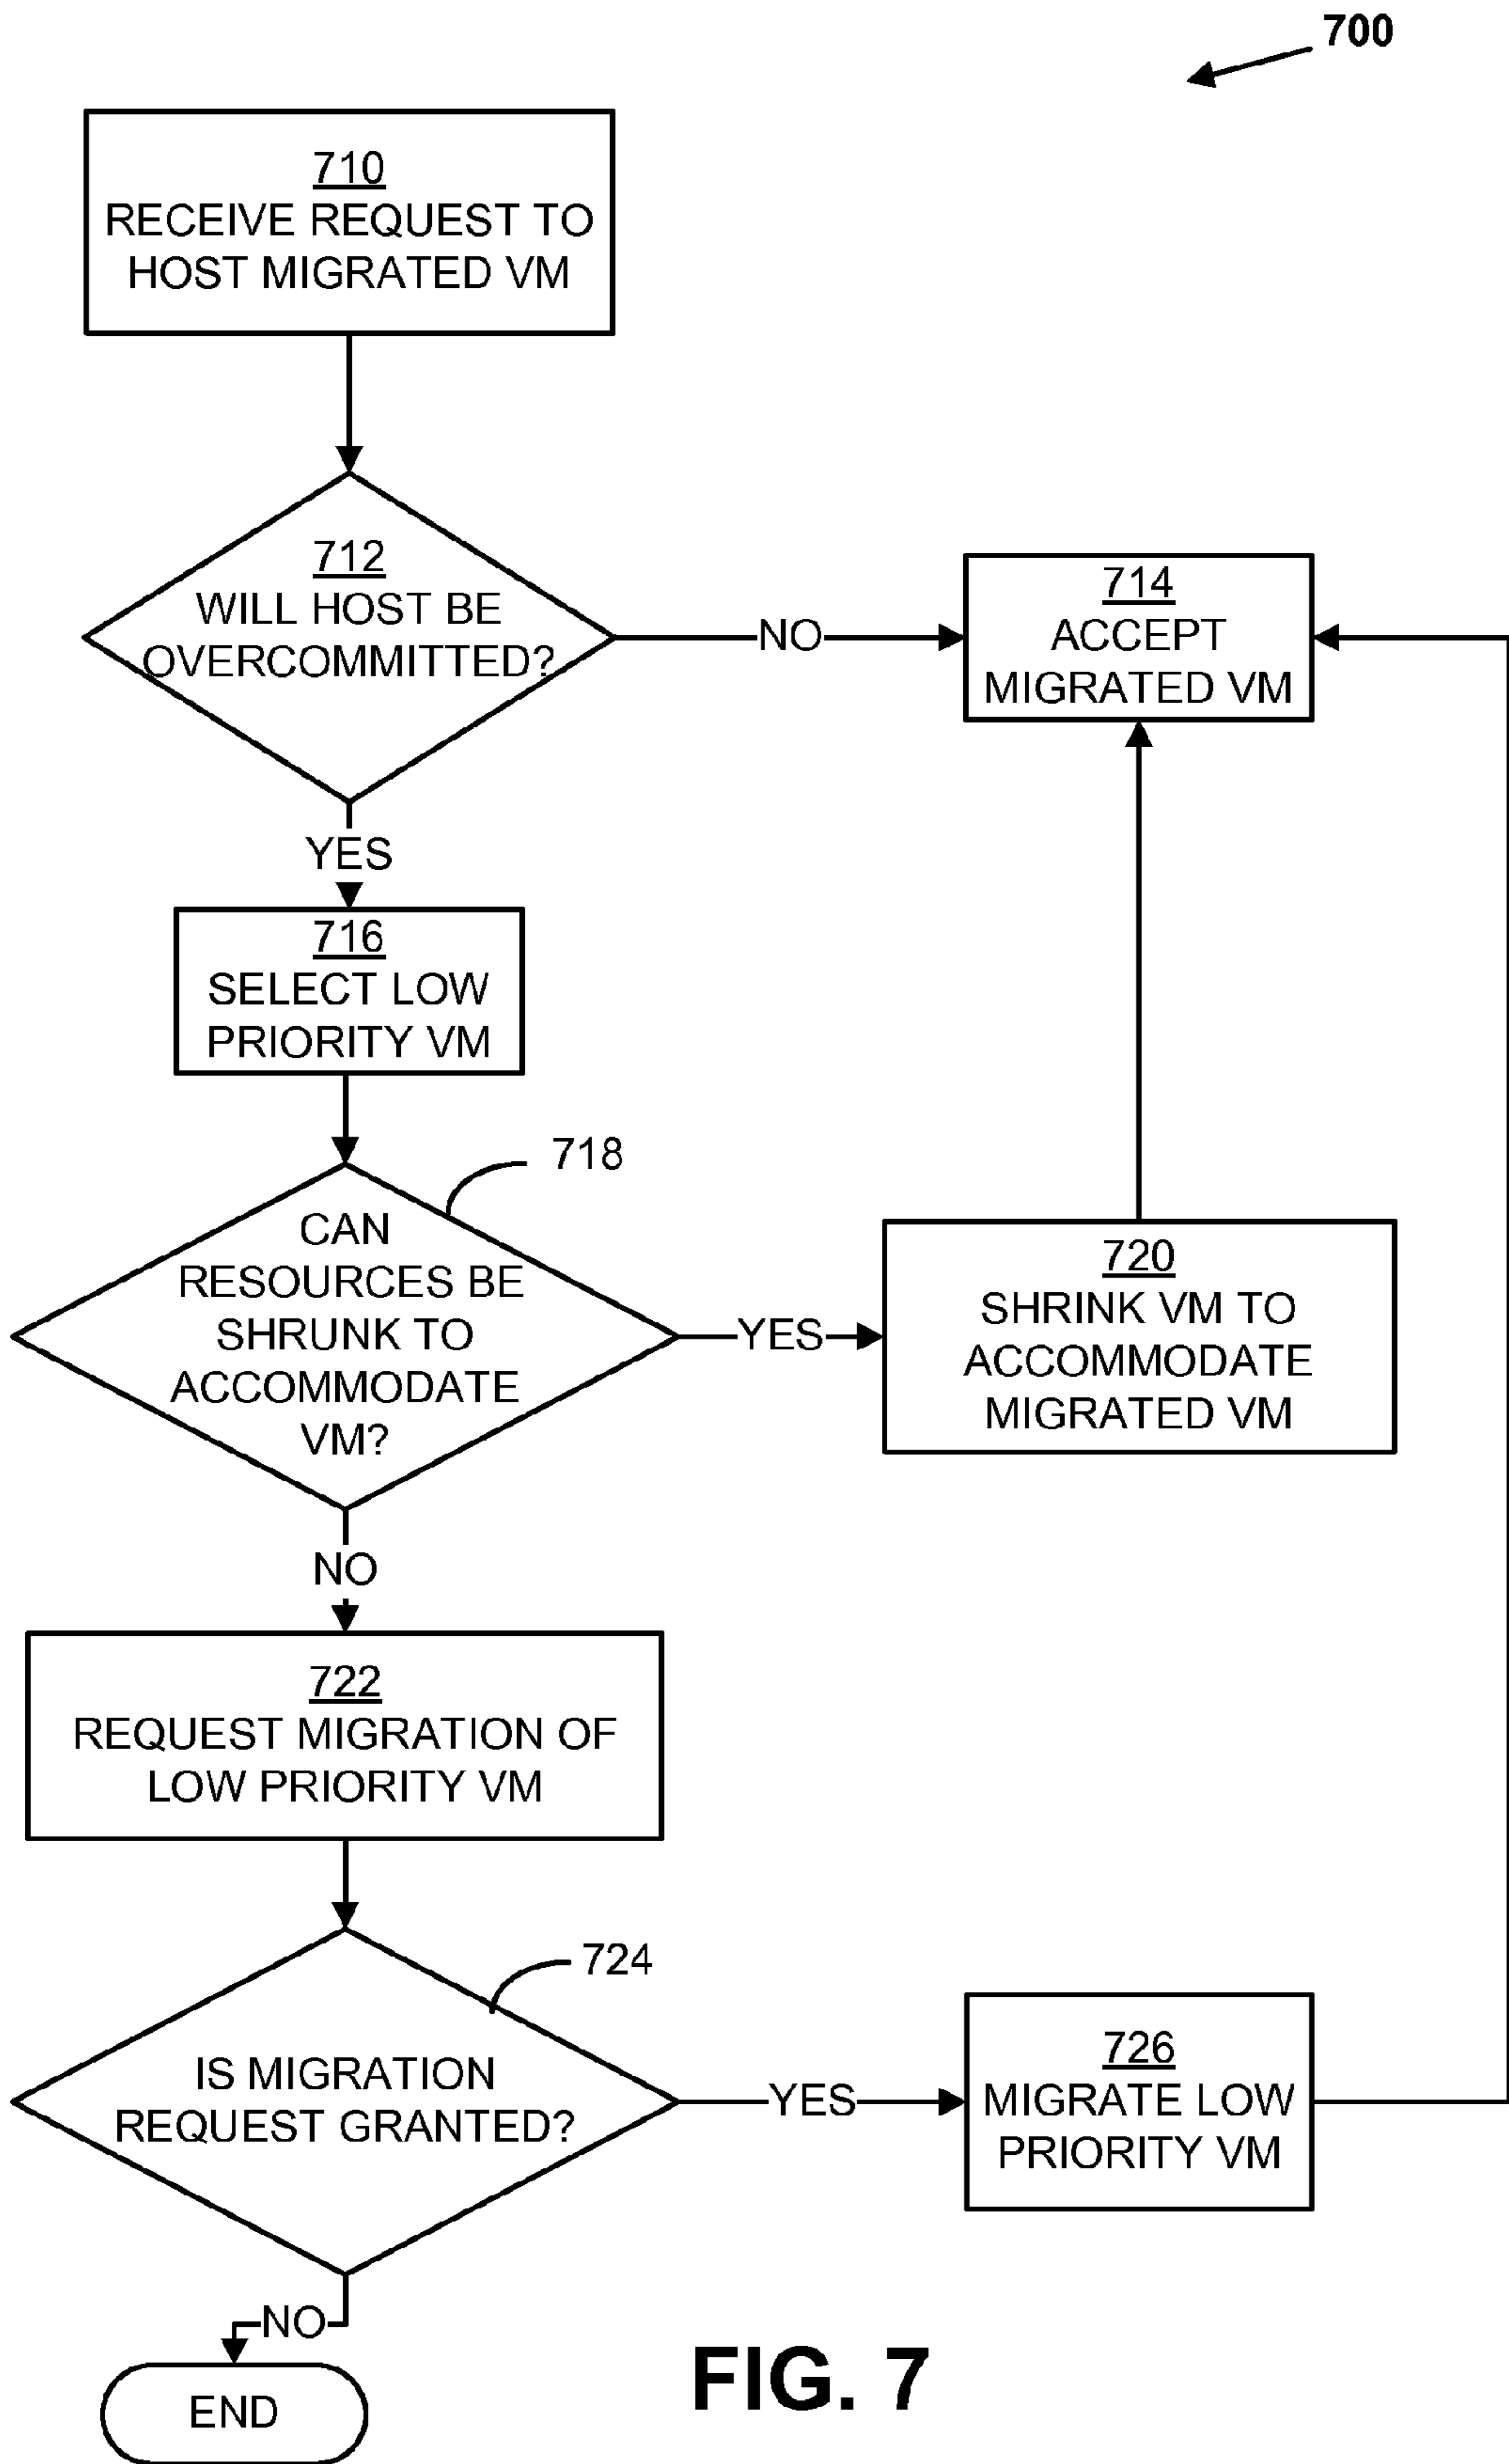 700
710
RECEIVE REQUEST TO
HOST MIGRATED VM
712
WILL HOST BE
OVERCOMMITTED?
NO
714
ACCEPT
MIGRATED VM
YES
716
SELECT LOW
PRIORITY VM
718
CAN
RESOURCES BE
SHRUNK TO
ACCOMMODATE
VM?
YES
720
SHRINK VM TO
ACCOMMODATE
MIGRATED VM
NO
722
REQUEST MIGRATION OF
LOW PRIORITY VM
724
IS MIGRATION
REQUEST GRANTED?
YES
726
MIGRATE LOW
PRIORITY VM
NO
END
FIG. 7